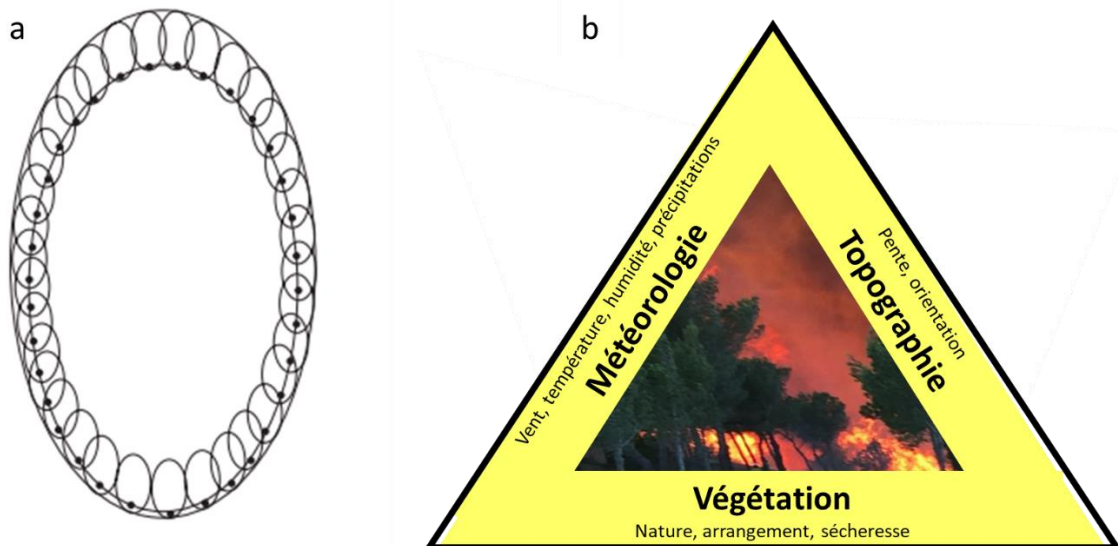 a
b
Vent, température, humidité, précipitations
Météorologie
Topographie
Pente, orientation
Végétation
Nature, arrangement, sécheresse